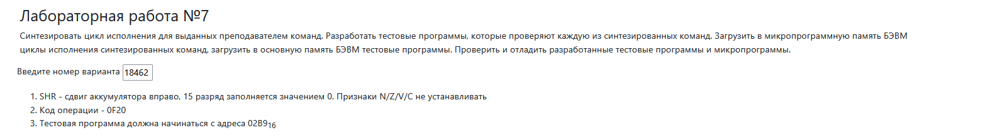 Лабораторная работа №7
Синтезировать цикл исполнения для выданных преподавателем команд. Разработать тестовые программы, которые проверяют каждую из синтезированных команд. Загрузить в микропрограммную память БЭВМ
циклы исполнения синтезированных команд, загрузить в основную память БЭВМ тестовые программы. Проверить и отладить разработанные тестовые программы и микропрограммы.
Введите номер варианта 18462
1. SHR - сдвиг аккумулятора вправо, 15 разряд заполняется значением 0. Признаки N/Z/V/C не устанавливать
2. Код операции - 0F20
3. Тестовая программа должна начинаться с адреса 02B9₁₆